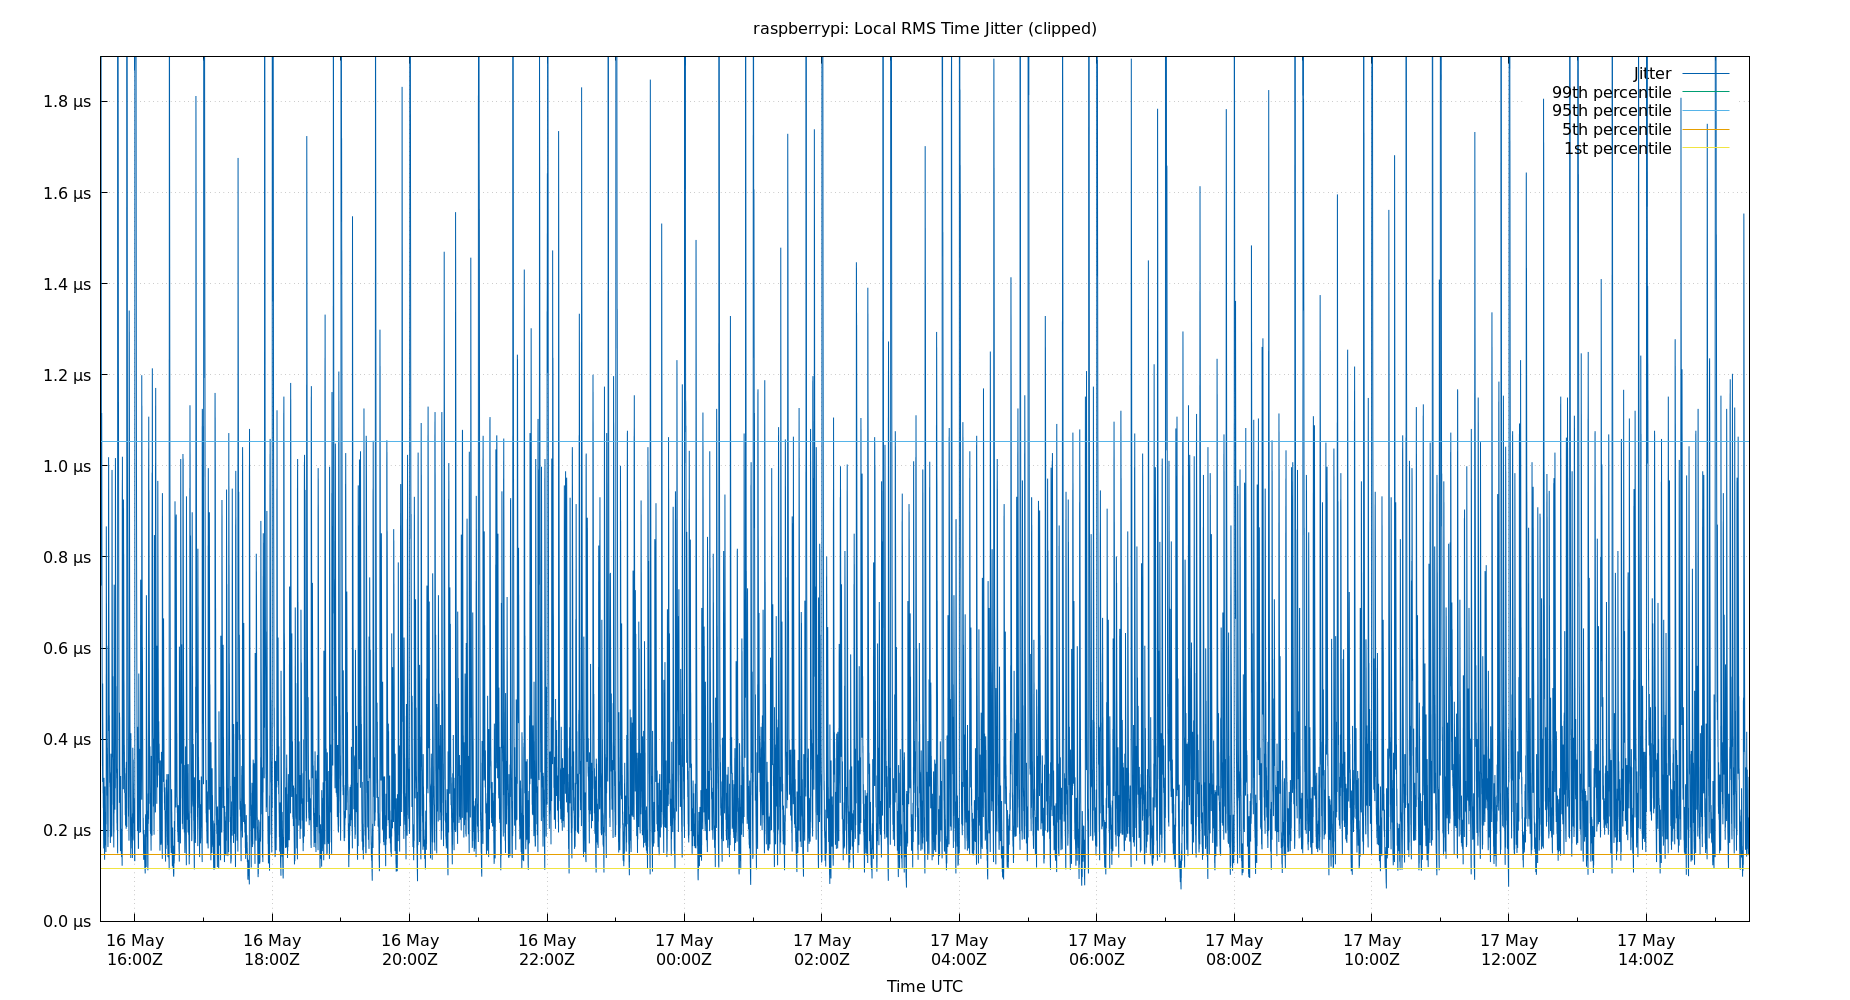 raspberrypi: Local RMS Time Jitter (clipped)
Jitter
99th percentile
95th percentile
5th percentile
1st percentile
1.8 µs
1.6 µs
1.4 µs
1.2 µs
1.0 µs
0.8 µs
0.6 µs
0.4 µs
0.2 µs
0.0 µs
16 May 16 May 16 May 16 May 17 May 17 May 17 May 17 May 17 May 17 May 17 May 17 May
16:00Z 18:00Z 20:00Z 22:00Z 00:00Z 02:00Z 04:00Z 06:00Z 08:00Z 10:00Z 12:00Z 14:00Z
Time UTC